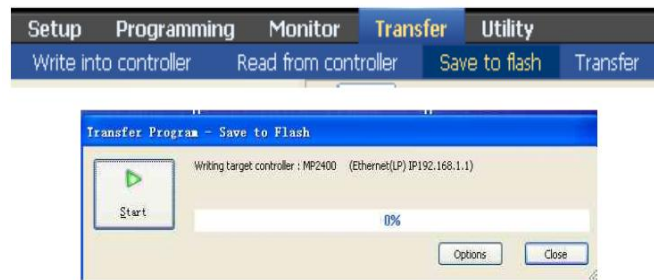 Setup Programming Monitor Transfer Utility
Write into controller Read from controller Save to flash Transfer
Transfer Program - Save to Flash
Writing target controller : MP2400 (Ethernet(LP) IP192.168.1.1)
Start
0%
Options Close